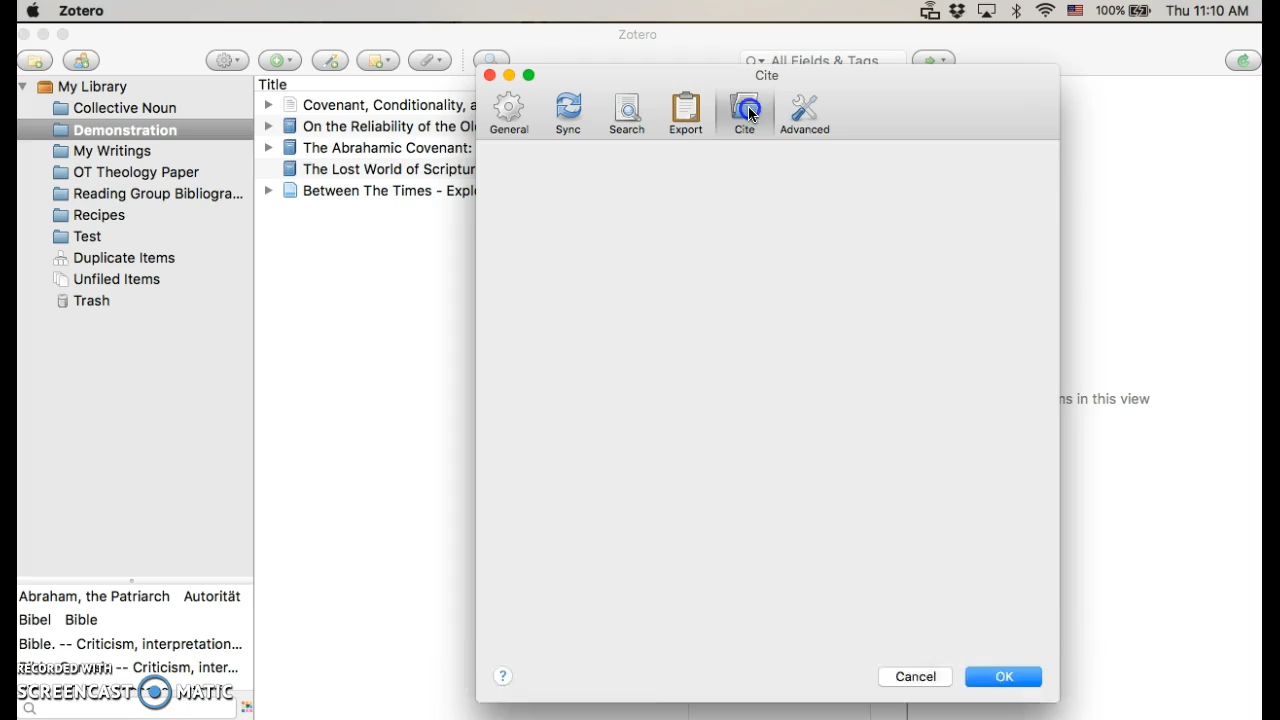 Zotero
100%
Thu 11:10 AM
Zotero
All Fields & Tags
My Library
Collective Noun
Demonstration
My Writings
OT Theology Paper
Reading Group Bibliogra...
Recipes
Test
Duplicate Items
Unfiled Items
Trash
Title
Covenant, Conditionality, a
On the Reliability of the Ol
The Abrahamic Covenant:
The Lost World of Scriptur
Between The Times - Explo
Cite
General
Sync
Search
Export
Cite
Advanced
ns in this view
Abraham, the Patriarch Autorität
Bibel Bible
Bible. -- Criticism, interpretation...
-- Criticism, inter...
RECORDED WITH
SCREENCAST MATIC
?
Cancel
OK